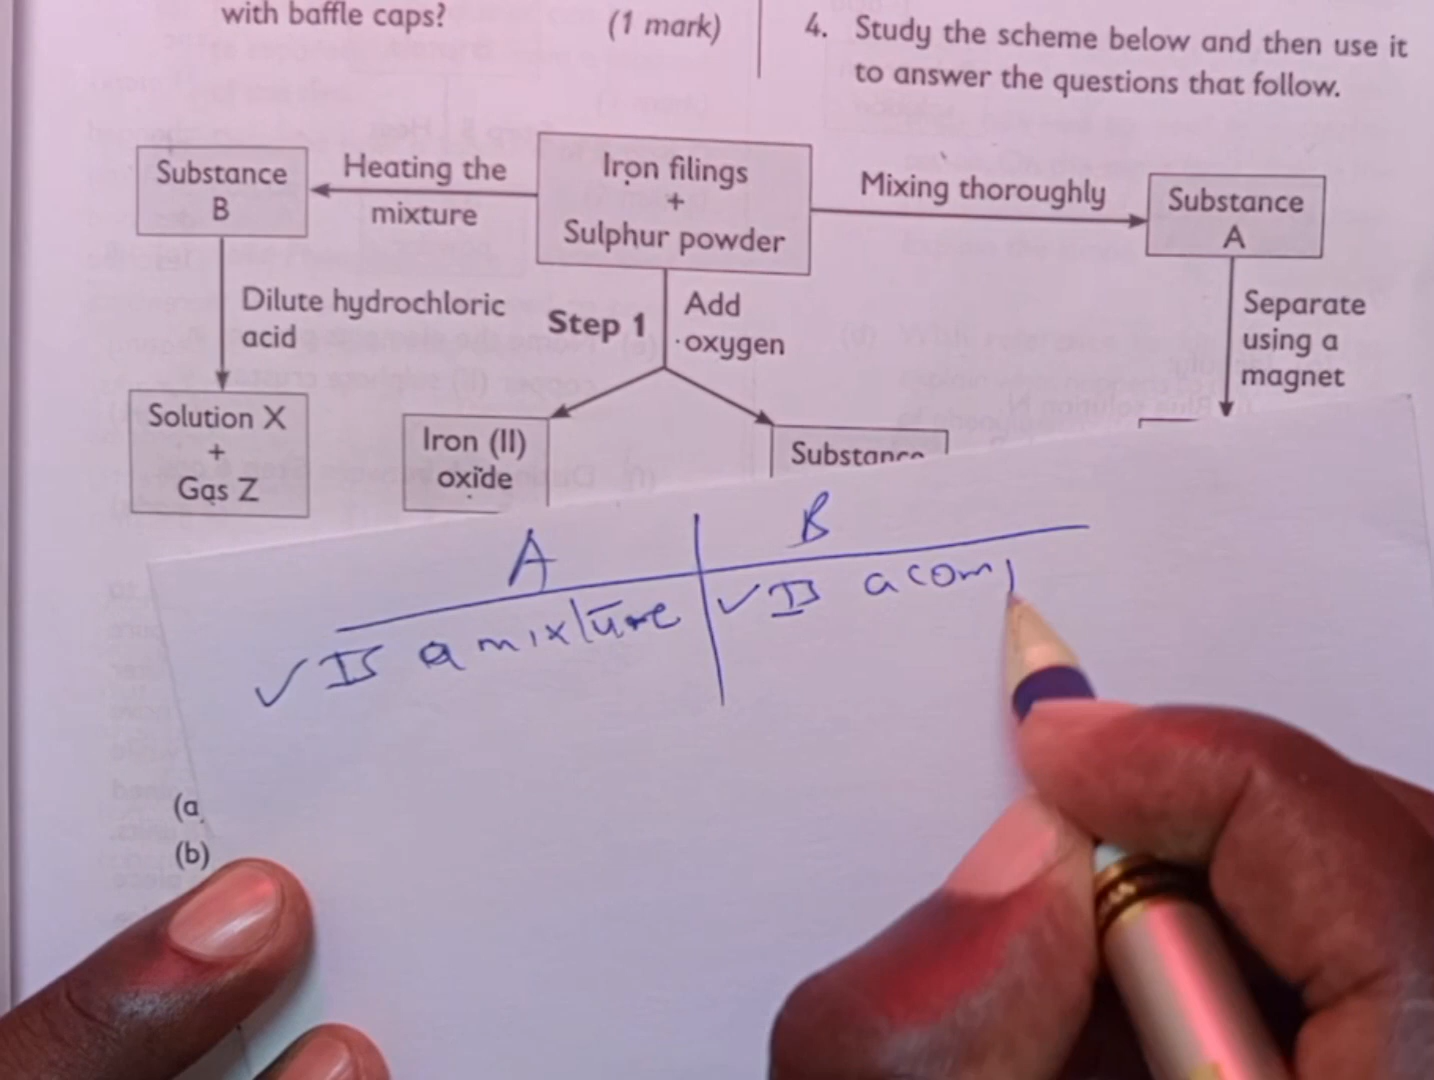 with baffle caps?
(1 mark)
4. Study the scheme below and then use it
to answer the questions that follow.
Substance
B
Heating the
mixture
Iron filings
+
Sulphur powder
Mixing thoroughly
Substance
A
Dilute hydrochloric
acid
Step 1
Add
oxygen
Separate
using a
magnet
Solution X
+
Gas Z
Iron (II)
oxide
Substance
A
B
✓ Is a mixture
✓ Is a com
(a
(b)